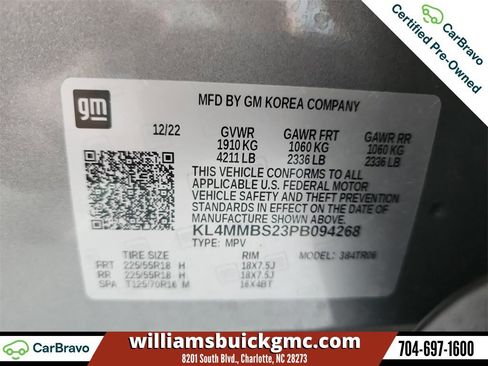 CarBravo
Certified Pre-Owned
gm
MFD BY GM KOREA COMPANY
12/22 GVWR GAWR FRT GAWR RR
1910 KG 1060 KG 1060 KG
4211 LB 2336 LB 2336 LB
THIS VEHICLE CONFORMS TO ALL
APPLICABLE U.S. FEDERAL MOTOR
VEHICLE SAFETY AND THEFT PREVENTION
STANDARDS IN EFFECT ON THE DATE OF
MANUFACTURE SHOWN ABOVE.
KL4MMBS23PB094268
TYPE: MPV MODEL: 384TR06
TIRE SIZE RIM
FRT 225/55R18 H 18X7.5J
RR 225/55R18 H 18X7.5J
SPA T125/70R16 M 16X4BT
CarBravo
williamsbuickgmc.com
8201 South Blvd., Charlotte, NC 28273
704-697-1600